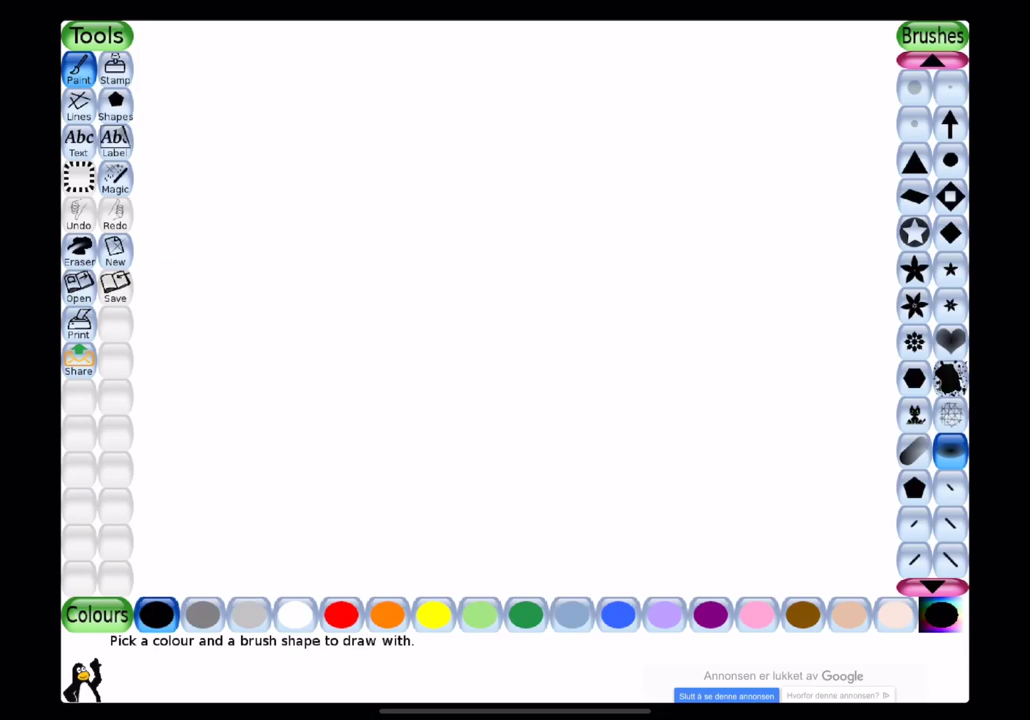 Tools
Brushes
Paint
Stamp
Lines
Shapes
Abc
Text
Abc
Label
Magic
Undo
Redo
Eraser
New
Open
Save
Print
Share
Colours
Pick a colour and a brush shape to draw with.
Annonsen er lukket av Google
Slutt å se denne annonsen
Hvorfor denne annonsen?